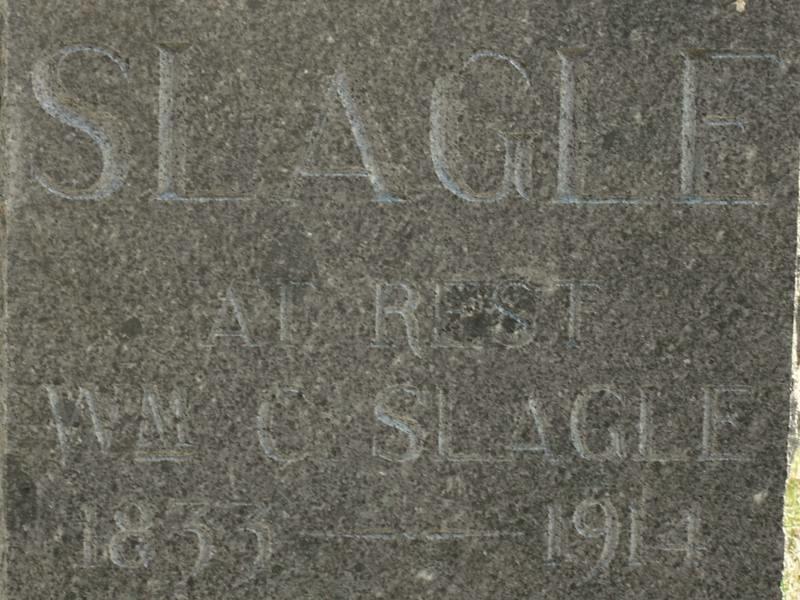 SLAGLE
AT REST
WM C SLAGLE
1833 — 1914